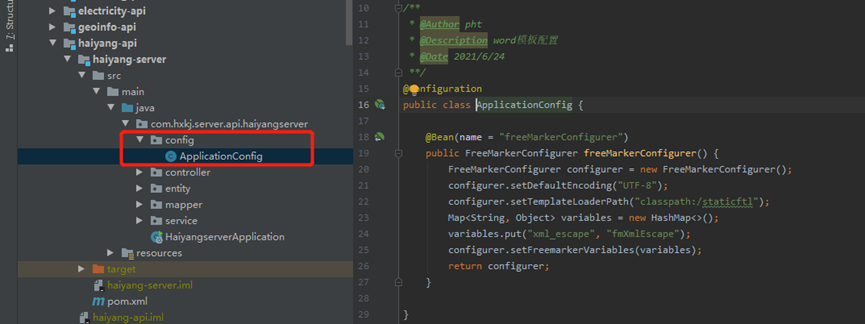 7: Structure
electricity-api
geoinfo-api
haiyang-api
haiyang-server
src
main
java
com.hxkj.server.api.haiyangserver
config
ApplicationConfig
controller
entity
mapper
service
HaiyangserverApplication
resources
target
haiyang-server.iml
pom.xml
haiyang-api.iml
10 /**
11 * @Author pht
12 * @Description word模板配置
13 * @Date 2021/6/24
14 **/
15 @Configuration
16 public class ApplicationConfig {
17
18 @Bean(name = "freeMarkerConfigurer")
19 public FreeMarkerConfigurer freeMarkerConfigurer() {
20 FreeMarkerConfigurer configurer = new FreeMarkerConfigurer();
21 configurer.setDefaultEncoding("UTF-8");
22 configurer.setTemplateLoaderPath("classpath:/staticftl");
23 Map<String, Object> variables = new HashMap<>();
24 variables.put("xml_escape", "fmXmlEscape");
25 configurer.setFreemarkerVariables(variables);
26 return configurer;
27 }
28
29 }